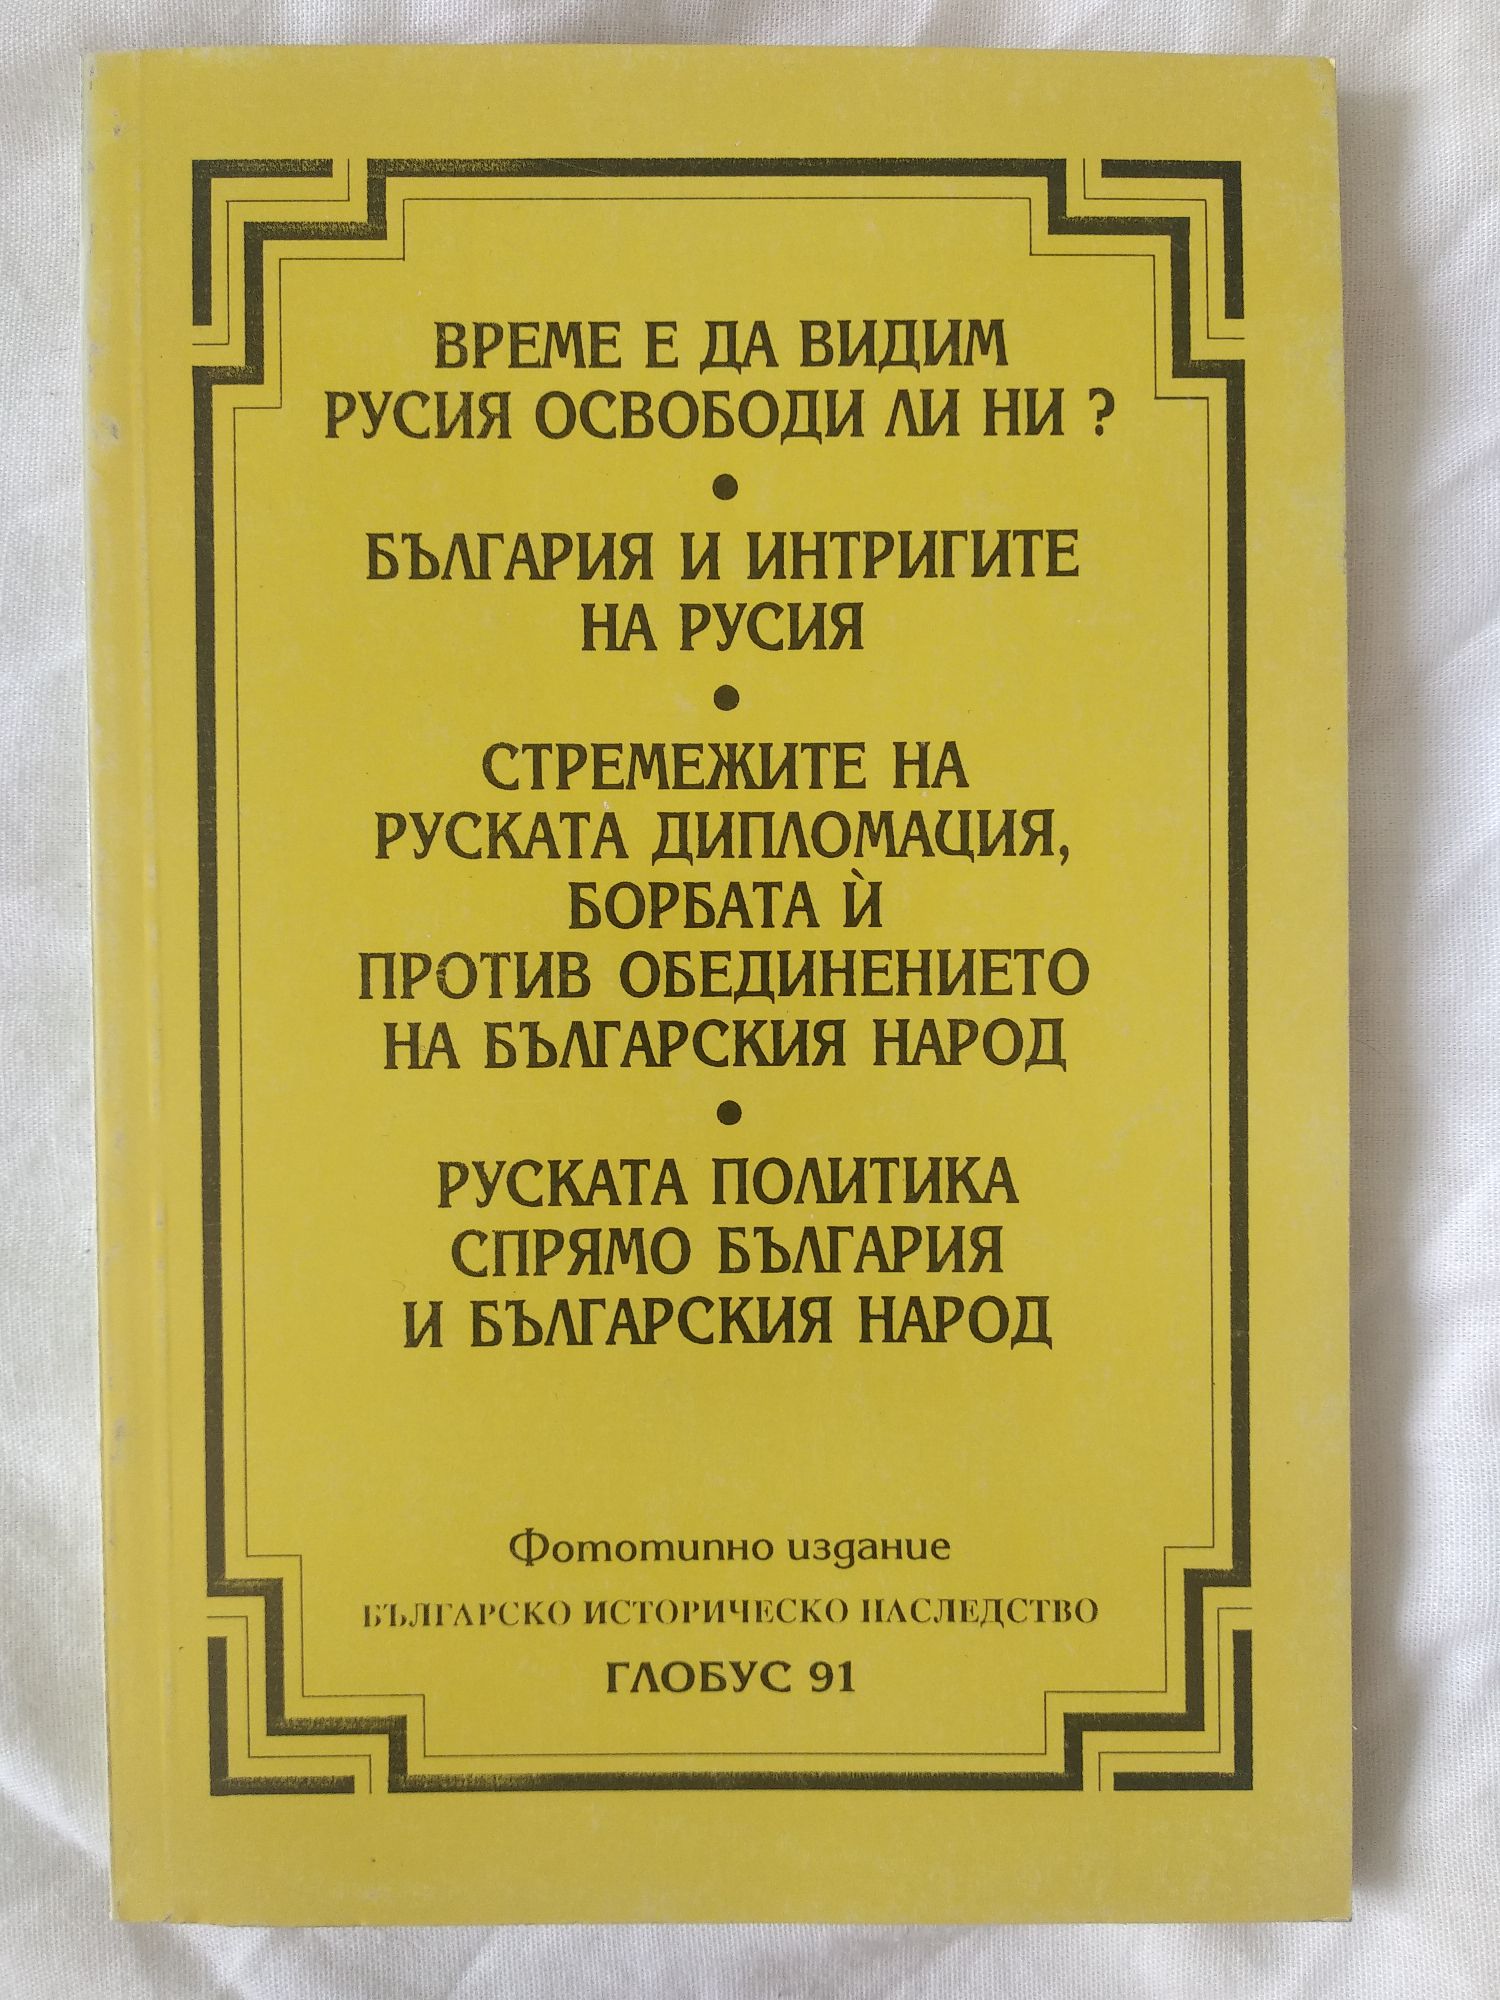 ВРЕМЕ Е ДА ВИДИМ
РУСИЯ ОСВОБОДИ ЛИ НИ ?
•
БЪЛГАРИЯ И ИНТРИГИТЕ
НА РУСИЯ
•
СТРЕМЕЖИТЕ НА
РУСКАТА ДИПЛОМАЦИЯ,
БОРБАТА Ѝ
ПРОТИВ ОБЕДИНЕНИЕТО
НА БЪЛГАРСКИЯ НАРОД
•
РУСКАТА ПОЛИТИКА
СПРЯМО БЪЛГАРИЯ
И БЪЛГАРСКИЯ НАРОД
Фототипно издание
БЪЛГАРСКО ИСТОРИЧЕСКО НАСЛЕДСТВО
ГЛОБУС 91